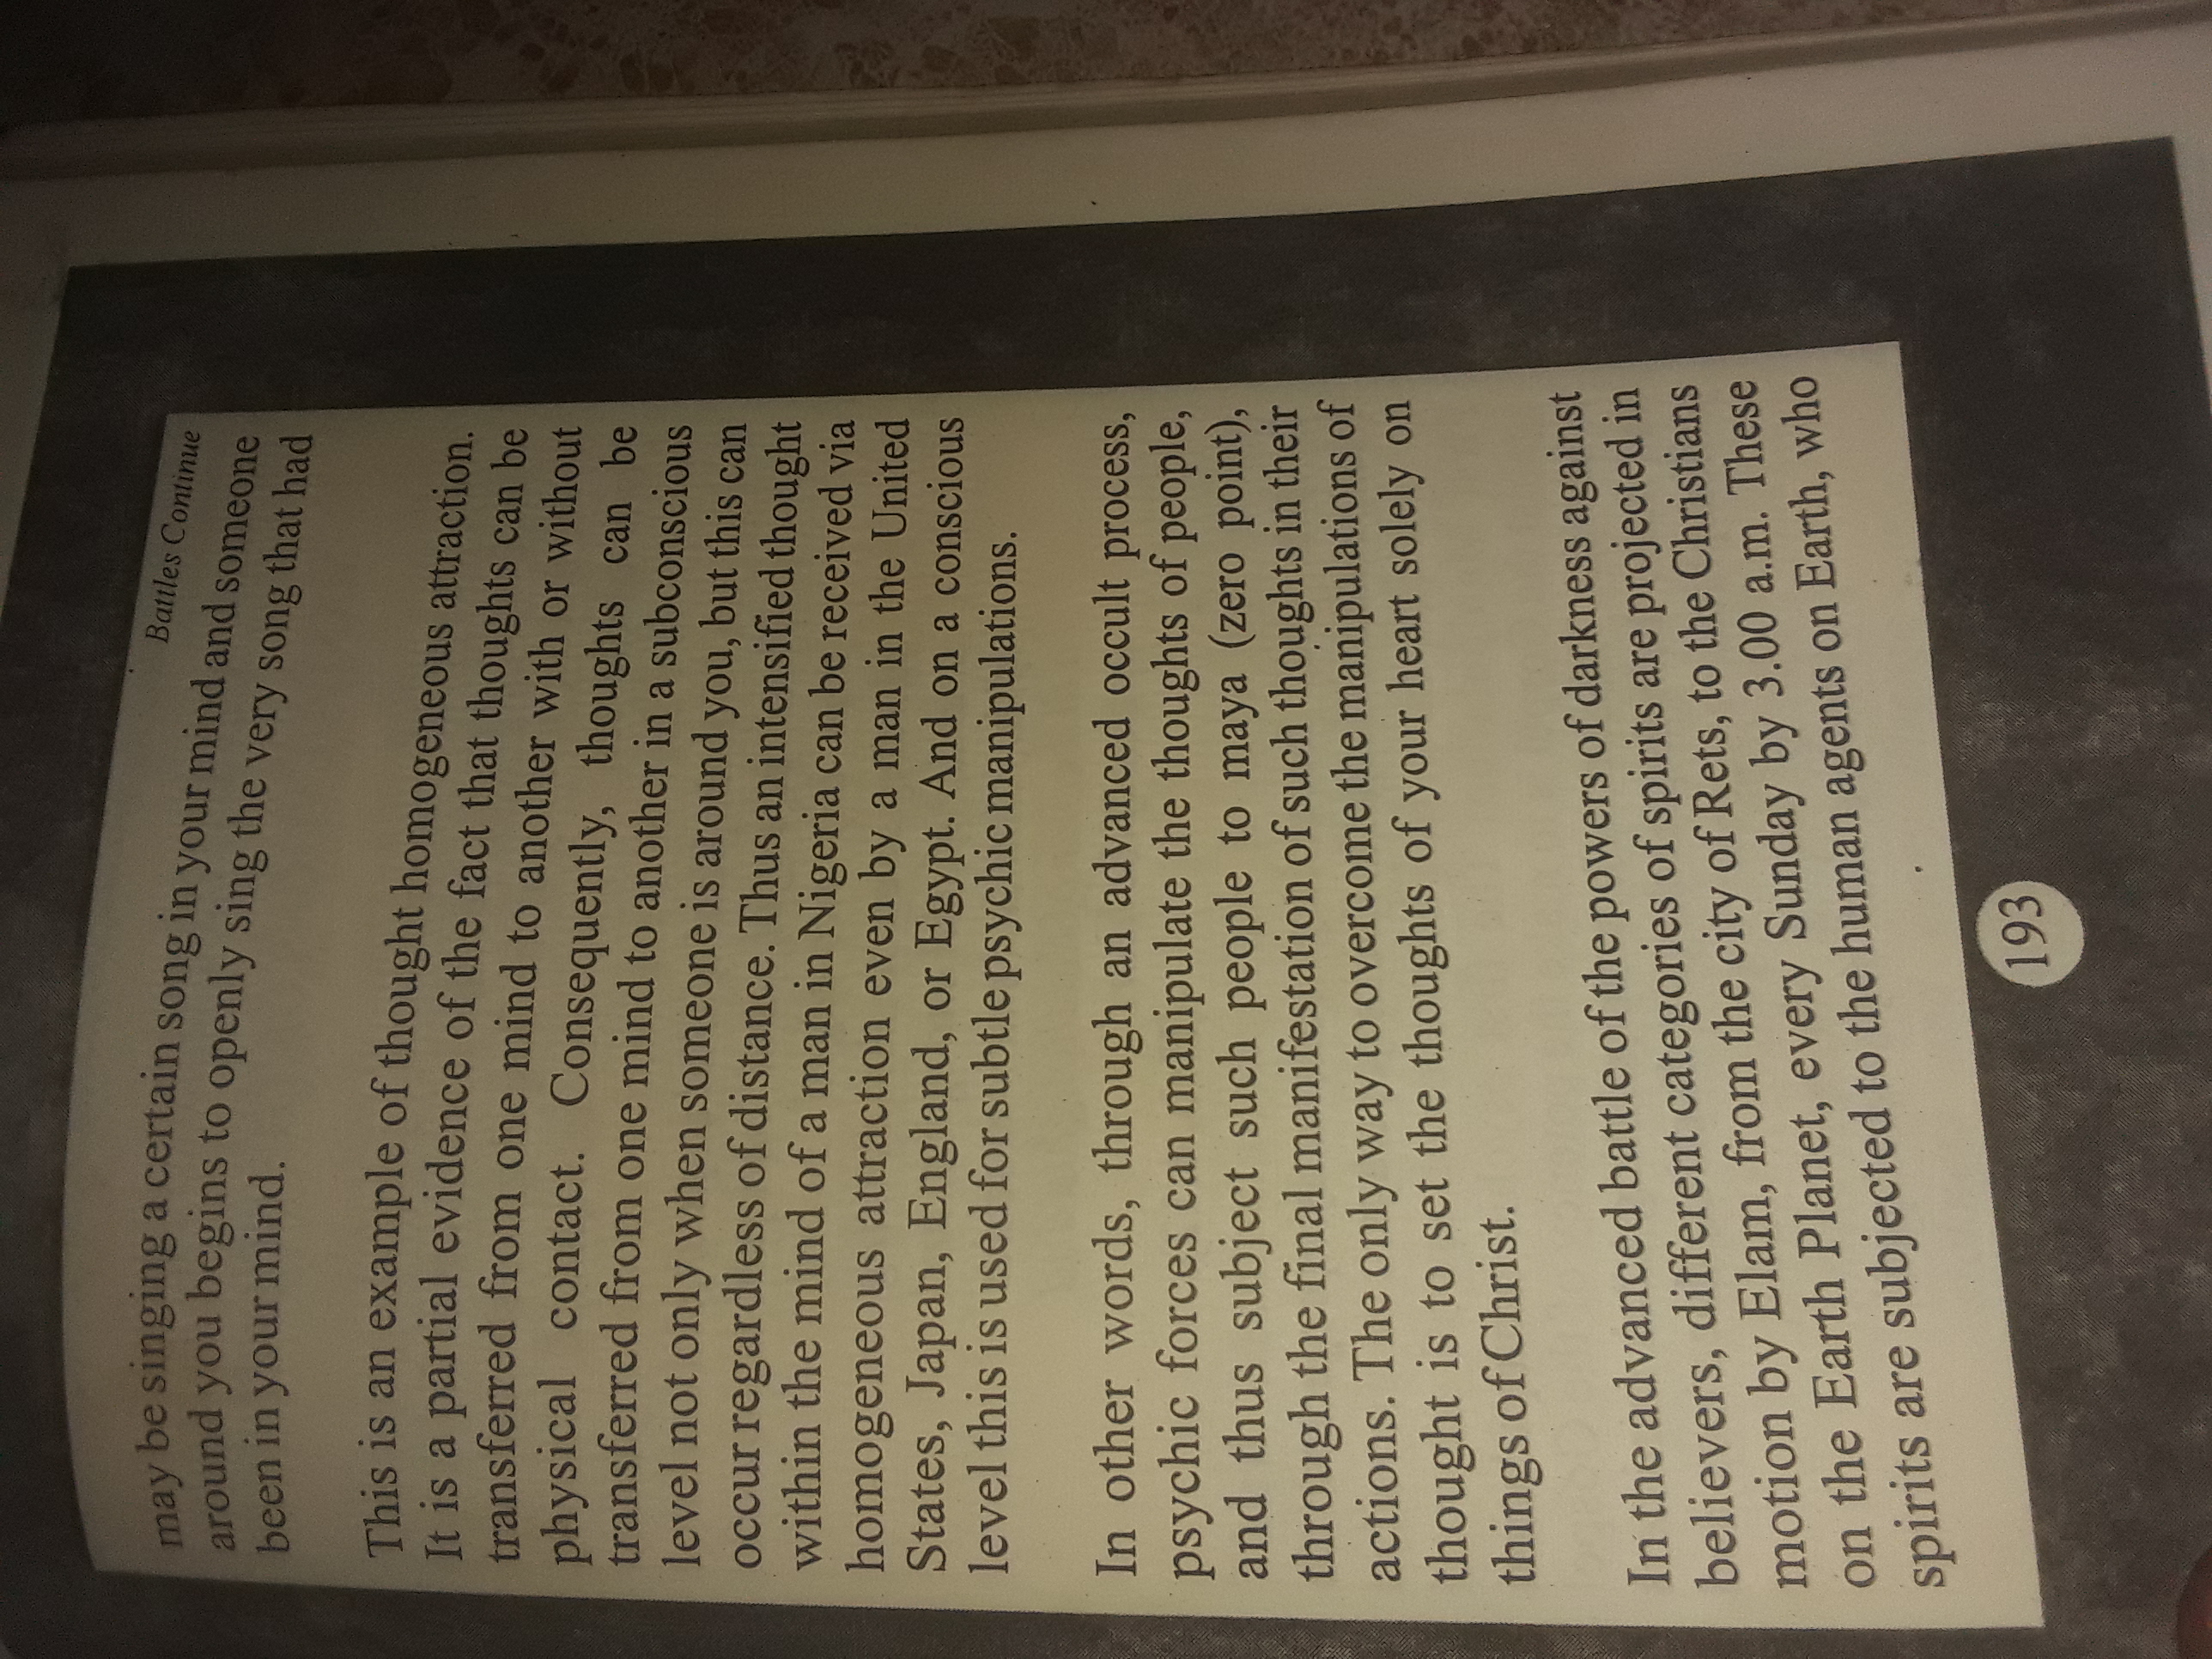 Battles Continue
may be singing a certain song in your mind and someone
around you begins to openly sing the very song that had
been in your mind.
This is an example of thought homogeneous attraction.
It is a partial evidence of the fact that thoughts can be
transferred from one mind to another with or without
physical contact. Consequently, thoughts can be
transferred from one mind to another in a subconscious
level not only when someone is around you, but this can
occur regardless of distance. Thus an intensified thought
within the mind of a man in Nigeria can be received via
homogeneous attraction even by a man in the United
States, Japan, England, or Egypt. And on a conscious
level this is used for subtle psychic manipulations.
In other words, through an advanced occult process,
psychic forces can manipulate the thoughts of people,
and thus subject such people to maya (zero point),
through the final manifestation of such thoughts in their
actions. The only way to overcome the manipulations of
thought is to set the thoughts of your heart solely on
things of Christ.
In the advanced battle of the powers of darkness against
believers, different categories of spirits are projected in
motion by Elam, from the city of Rets, to the Christians
on the Earth Planet, every Sunday by 3.00 a.m. These
spirits are subjected to the human agents on Earth, who
193